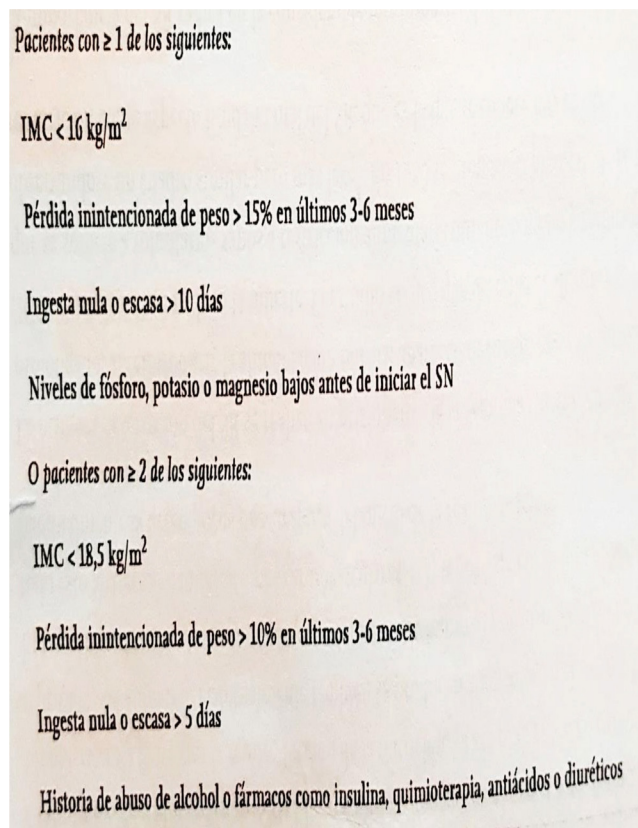 Pacientes con ≥ 1 de los siguientes:
IMC < 16 kg/m²
Pérdida inintencionada de peso > 15% en últimos 3-6 meses
Ingesta nula o escasa > 10 días
Niveles de fósforo, potasio o magnesio bajos antes de iniciar el SN
O pacientes con ≥ 2 de los siguientes:
IMC < 18,5 kg/m²
Pérdida inintencionada de peso > 10% en últimos 3-6 meses
Ingesta nula o escasa > 5 días
Historia de abuso de alcohol o fármacos como insulina, quimioterapia, antiácidos o diuréticos